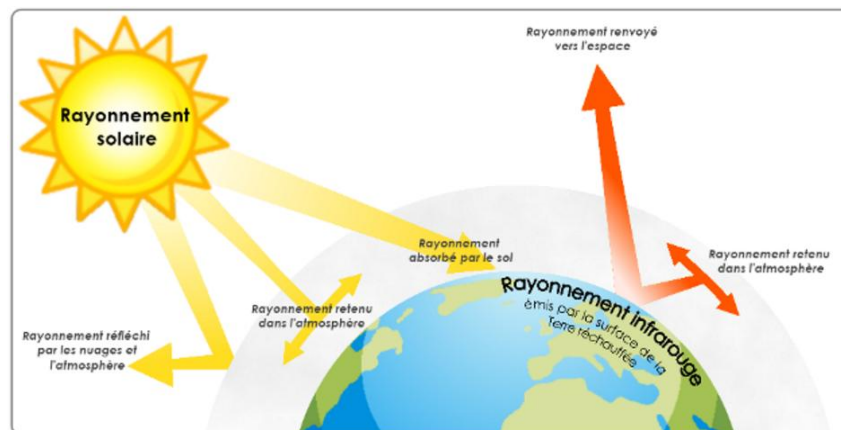 Rayonnement
solaire
Rayonnement renvoyé
vers l'espace
Rayonnement
absorbé par le sol
Rayonnement retenu
dans l'atmosphère
Rayonnement réfléchi
par les nuages et
l'atmosphère
Rayonnement retenu
dans l'atmosphère
Rayonnement infrarouge
émis par la surface de la
Terre réchauffée